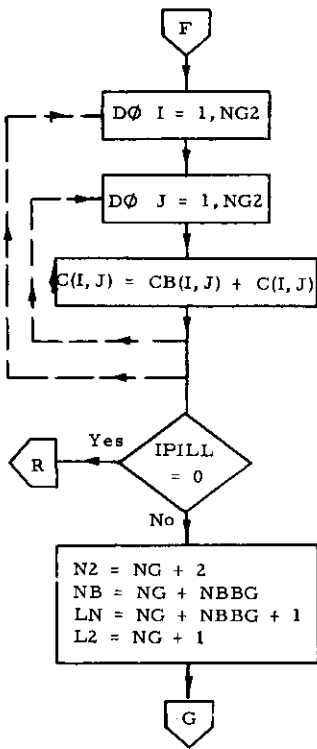 F
DØ I = 1,NG2
DØ J = 1,NG2
C(I,J) = CB(I,J) + C(I,J)
Yes
R
IPILL
= 0
No
N2 = NG + 2
NB = NG + NBBG
LN = NG + NBBG + 1
L2 = NG + 1
G